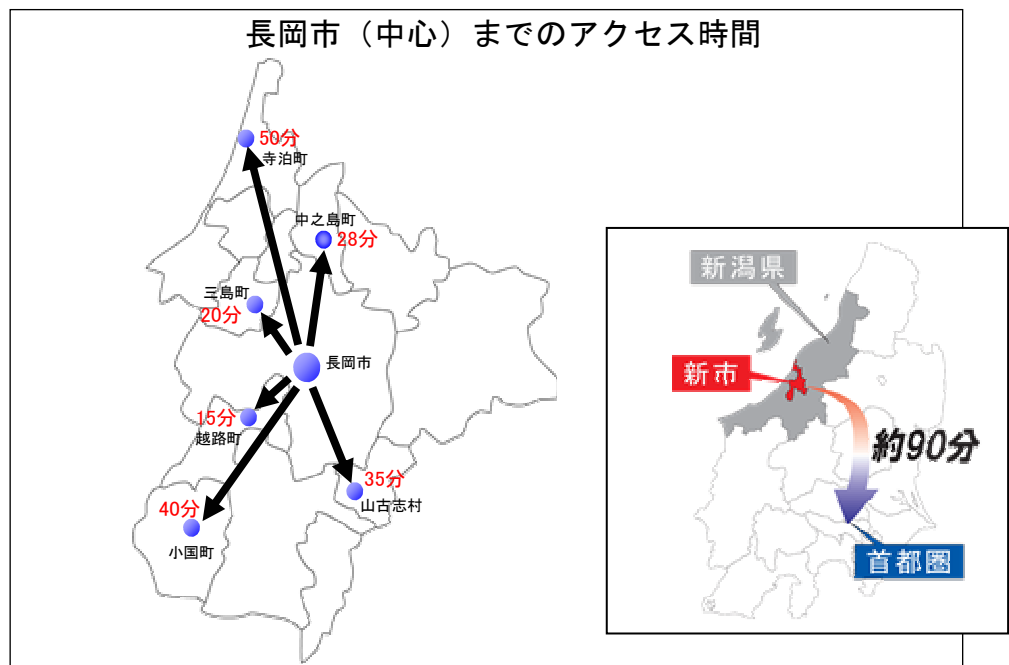 長岡市（中心）までのアクセス時間
50分
寺泊町
中之島町
28分
三島町
20分
長岡市
15分
越路町
35分
山古志村
40分
小国町
新潟県
新市
約90分
首都圏